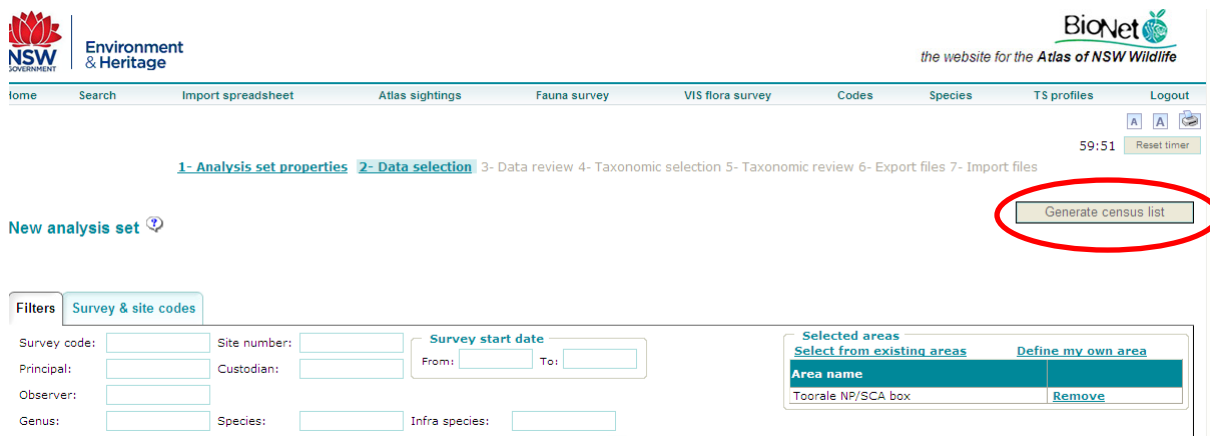 NSW
GOVERNMENT
Environment
& Heritage
BioNet
the website for the Atlas of NSW Wildlife
Home Search Import spreadsheet Atlas sightings Fauna survey VIS flora survey Codes Species TS profiles Logout
A A
59:51 Reset timer
1- Analysis set properties 2- Data selection 3- Data review 4- Taxonomic selection 5- Taxonomic review 6- Export files 7- Import files
Generate census list
New analysis set ?
Filters Survey & site codes
Survey code: Site number: Survey start date Selected areas
From: To: Select from existing areas Define my own area
Principal: Custodian: Area name
Observer: Toorale NP/SCA box Remove
Genus: Species: Infra species: